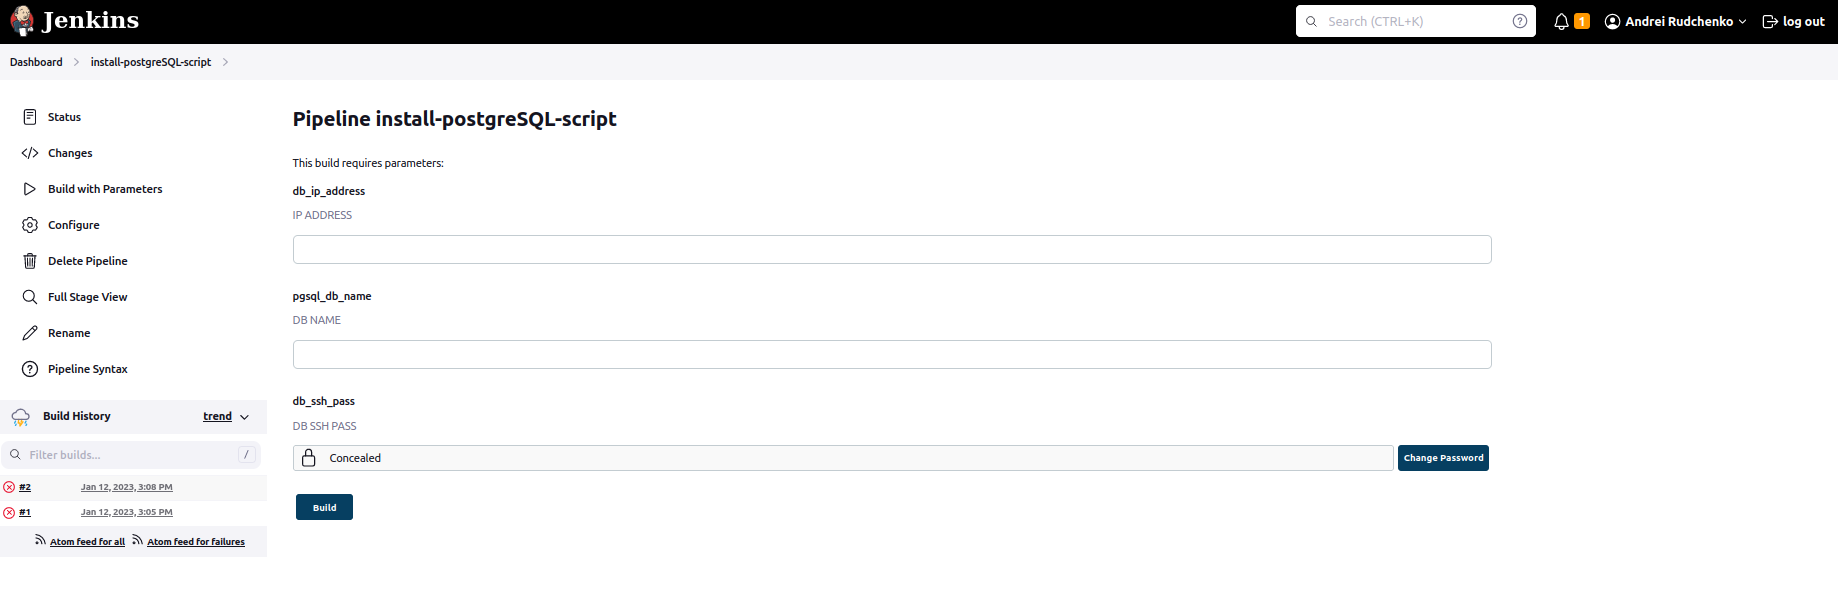 Jenkins
Search (CTRL+K)
?
1
Andrei Rudchenko
log out
Dashboard
install-postgreSQL-script
Status
Changes
Build with Parameters
Configure
Delete Pipeline
Full Stage View
Rename
? Pipeline Syntax
Build History
trend
Filter builds...
/
#2 Jan 12, 2023, 3:08 PM
#1 Jan 12, 2023, 3:05 PM
Atom feed for all Atom feed for failures
Pipeline install-postgreSQL-script
This build requires parameters:
db_ip_address
IP ADDRESS
pgsql_db_name
DB NAME
db_ssh_pass
DB SSH PASS
Concealed
Change Password
Build